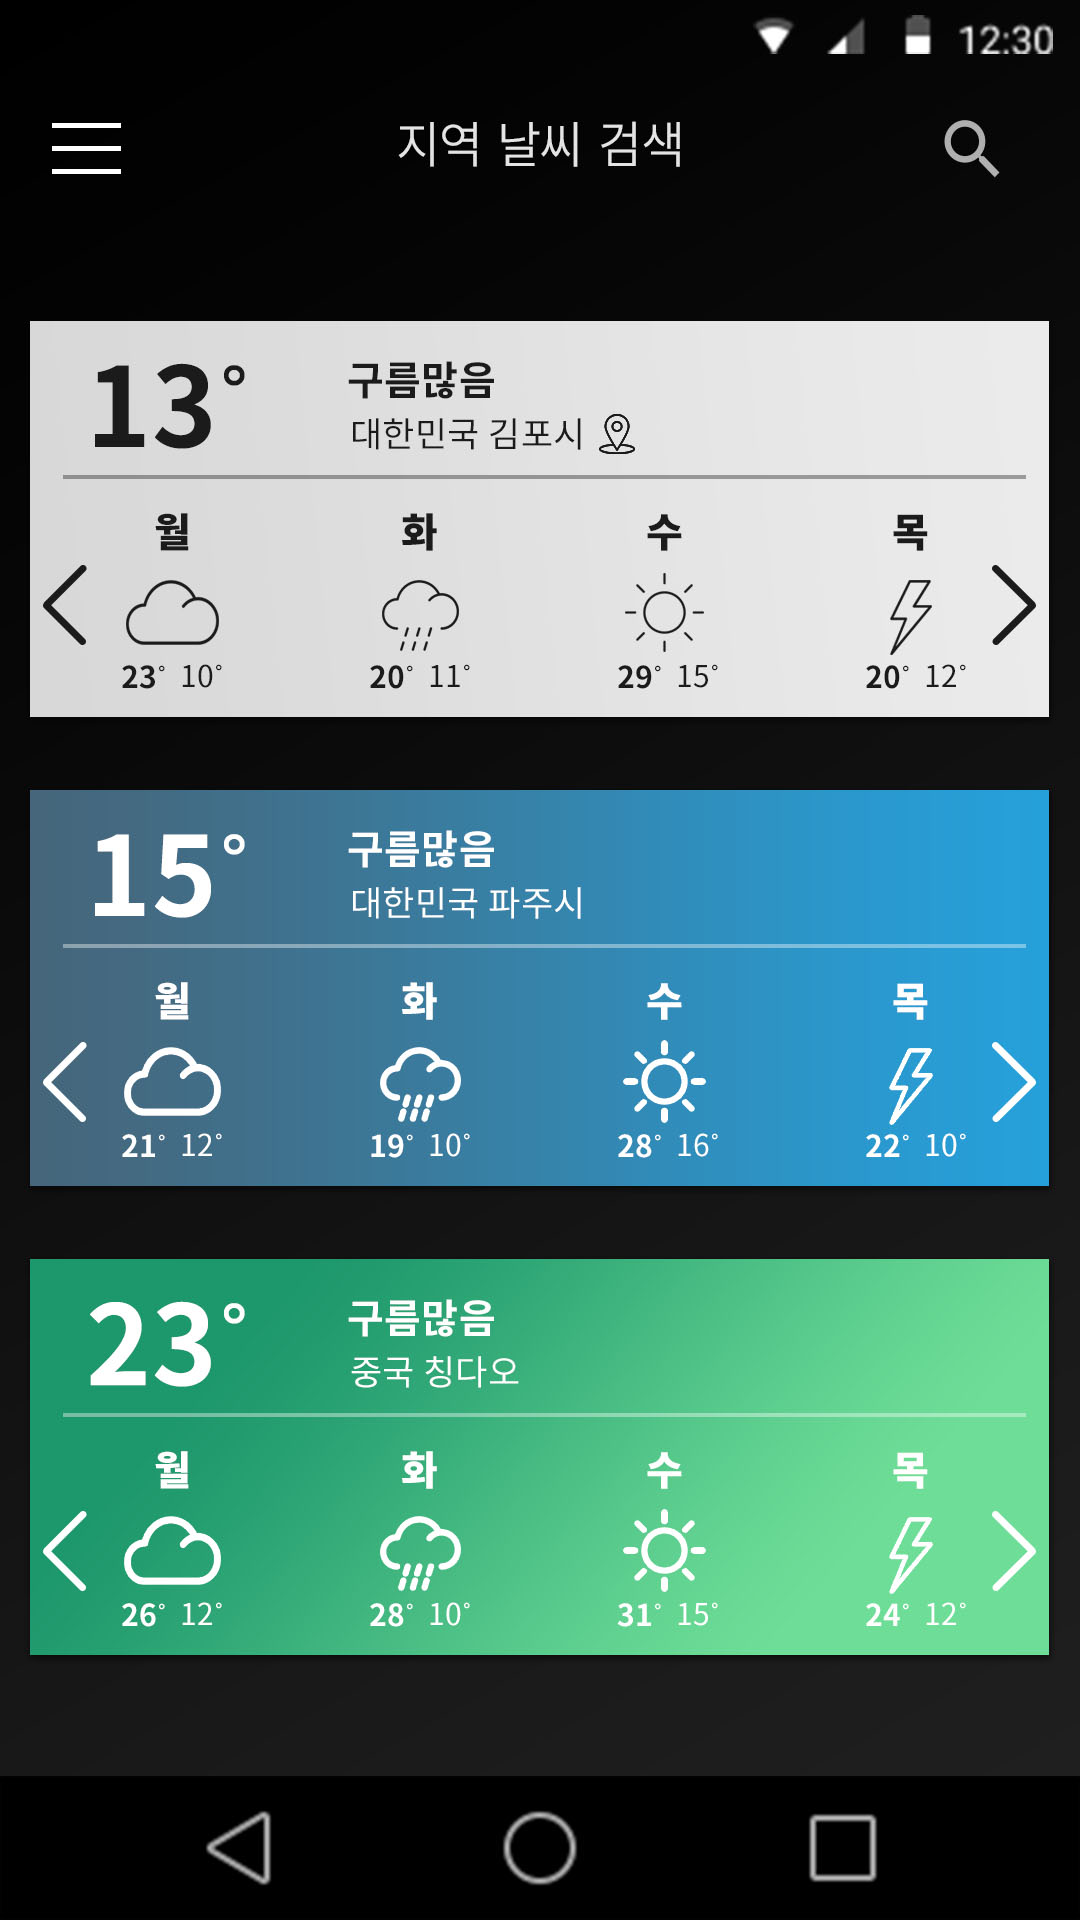 12:30
지역 날씨 검색
13°
구름많음
대한민국 김포시
월 화 수 목
23° 10° 20° 11° 29° 15° 20° 12°
15°
구름많음
대한민국 파주시
월 화 수 목
21° 12° 19° 10° 28° 16° 22° 10°
23°
구름많음
중국 칭다오
월 화 수 목
26° 12° 28° 10° 31° 15° 24° 12°